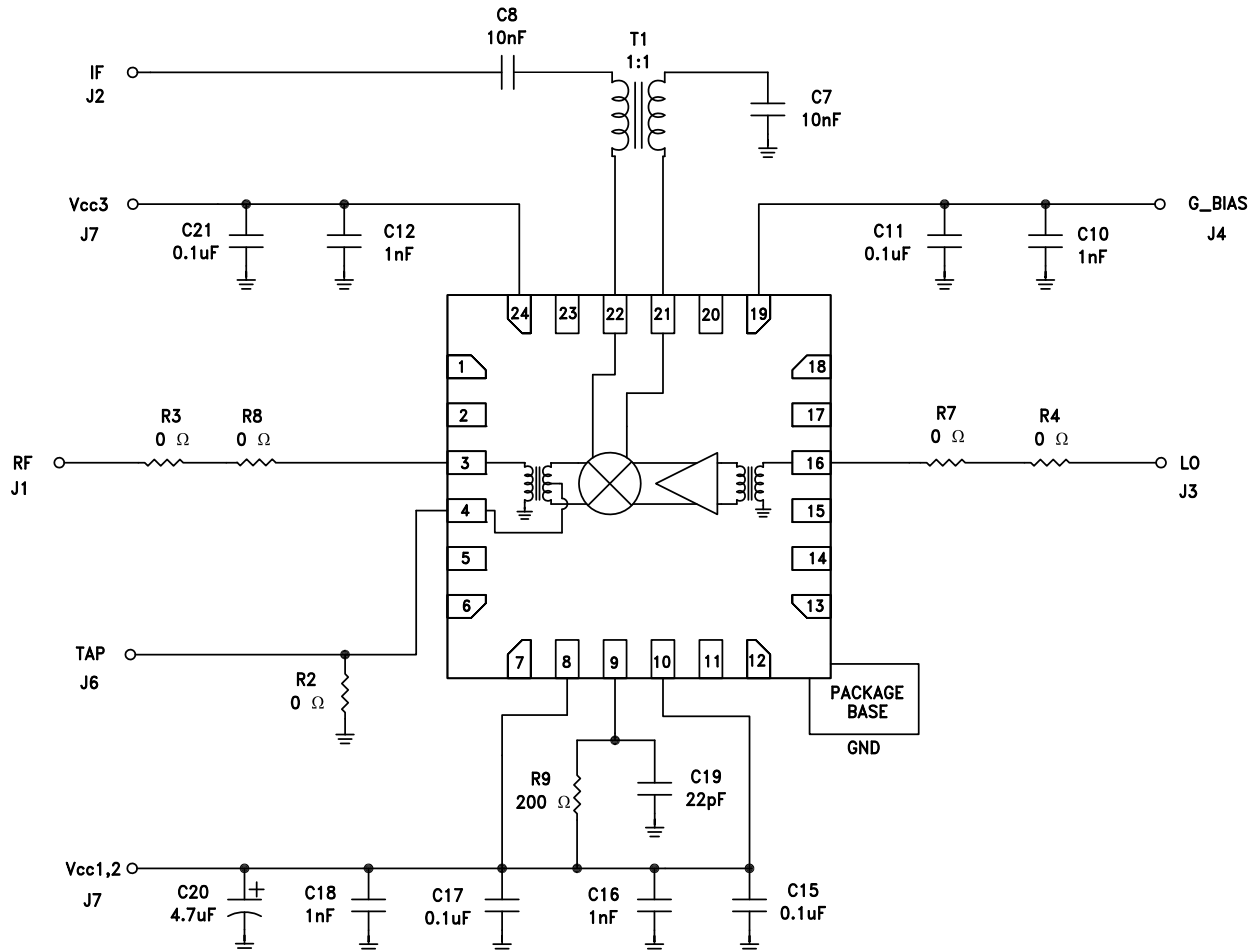 C8
10nF
T1
1:1
IF
J2
C7
10nF
Vcc3
J7
C21
0.1uF
C12
1nF
C11
0.1uF
C10
1nF
G_BIAS
J4
24
23
22
21
20
19
1
2
3
4
5
6
18
17
16
15
14
13
7
8
9
10
11
12
RF
J1
R3
0 Ω
R8
0 Ω
R7
0 Ω
R4
0 Ω
LO
J3
TAP
J6
R2
0 Ω
PACKAGE
BASE
GND
R9
200 Ω
C19
22pF
Vcc1,2
J7
C20
4.7uF
+
C18
1nF
C17
0.1uF
C16
1nF
C15
0.1uF